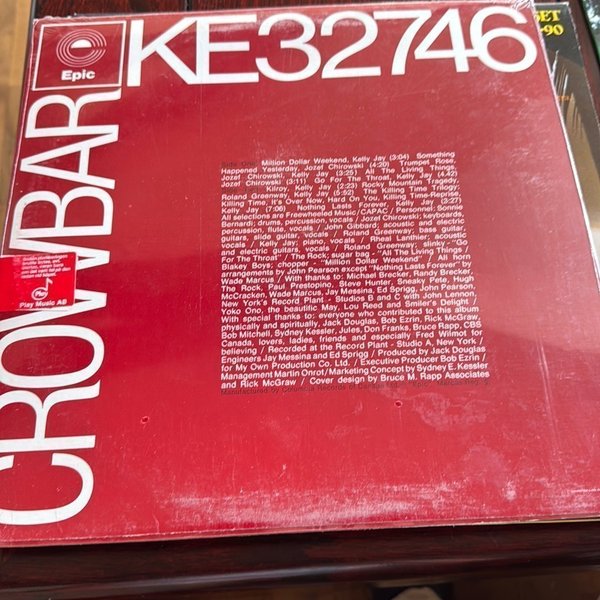 Epic
KE32746
CROWBAR
Play
Play Music AB
Side One: Million Dollar Weekend, Kelly Jay (3:04) Something
Happened Yesterday, Jozef Chirowski (4:20) Trumpet Rose,
Jozef Chirowski, Kelly Jay (3:25) All The Living Things,
Jozef Chirowski (3:11) Go For The Throat, Kelly Jay (4:42)
Kilroy, Kelly Jay (2:23) Rocky Mountain Tragedy,
Roland Greenway, Kelly Jay (5:52) The Killing Time Trilogy:
Killing Time, It's Over Now, Hard On You, Killing Time-Reprise,
Kelly Jay (7:06) Nothing Lasts Forever, Kelly Jay (3:27)
All selections are Freewheeled Music/CAPAC / Personnel: Sonnie
Bernardi; drums, percussion, vocals / Jozef Chirowski; keyboards,
percussion, flute, vocals / John Gibbard; acoustic and electric
guitars, slide guitar, vocals / Roland Greenway; bass guitar,
vocals / Kelly Jay; piano, vocals / Rheal Lanthier; acoustic
and electric guitars, vocals / Roland Greenway; slinky - "Go
For The Throat" / The Rock; sugar bag - "All The Living Things /
Blakey Boys; chopper - "Million Dollar Weekend" / All horn
arrangements by John Pearson except "Nothing Lasts Forever" by
Wade Marcus / With thanks to: Michael Brecker, Randy Brecker,
The Rock, Paul Prestopino, Steve Hunter, Sneaky Pete, Hugh
McCracken, Wade Marcus, Jay Messina, Ed Sprigg, John Pearson,
New York's Record Plant - Studios B and C with John Lennon,
Yoko Ono, the beautific May, Lou Reed and Smiler's Delight /
With special thanks to: everyone who contributed to this album
physically and spiritually, Jack Douglas, Bob Ezrin, Rick McGraw,
Bob Mitchell, Sydney Kessler, Jules, Don Franks, Bruce Rapp, CBS
Canada, lovers, ladies, friends and especially Fred Wilmot for
believing / Recorded at the Record Plant - Studio A, New York /
Engineers Jay Messina and Ed Sprigg / Produced by Jack Douglas
for My Own Production Co. Ltd. / Executive Producer Bob Ezrin /
Management Martin Onrot/Marketing Concept by Sydney E. Kessler
and Rick McGraw / Cover design by Bruce M. Rapp Associates
Manufactured by Columbia Records of Canada
SET
-90